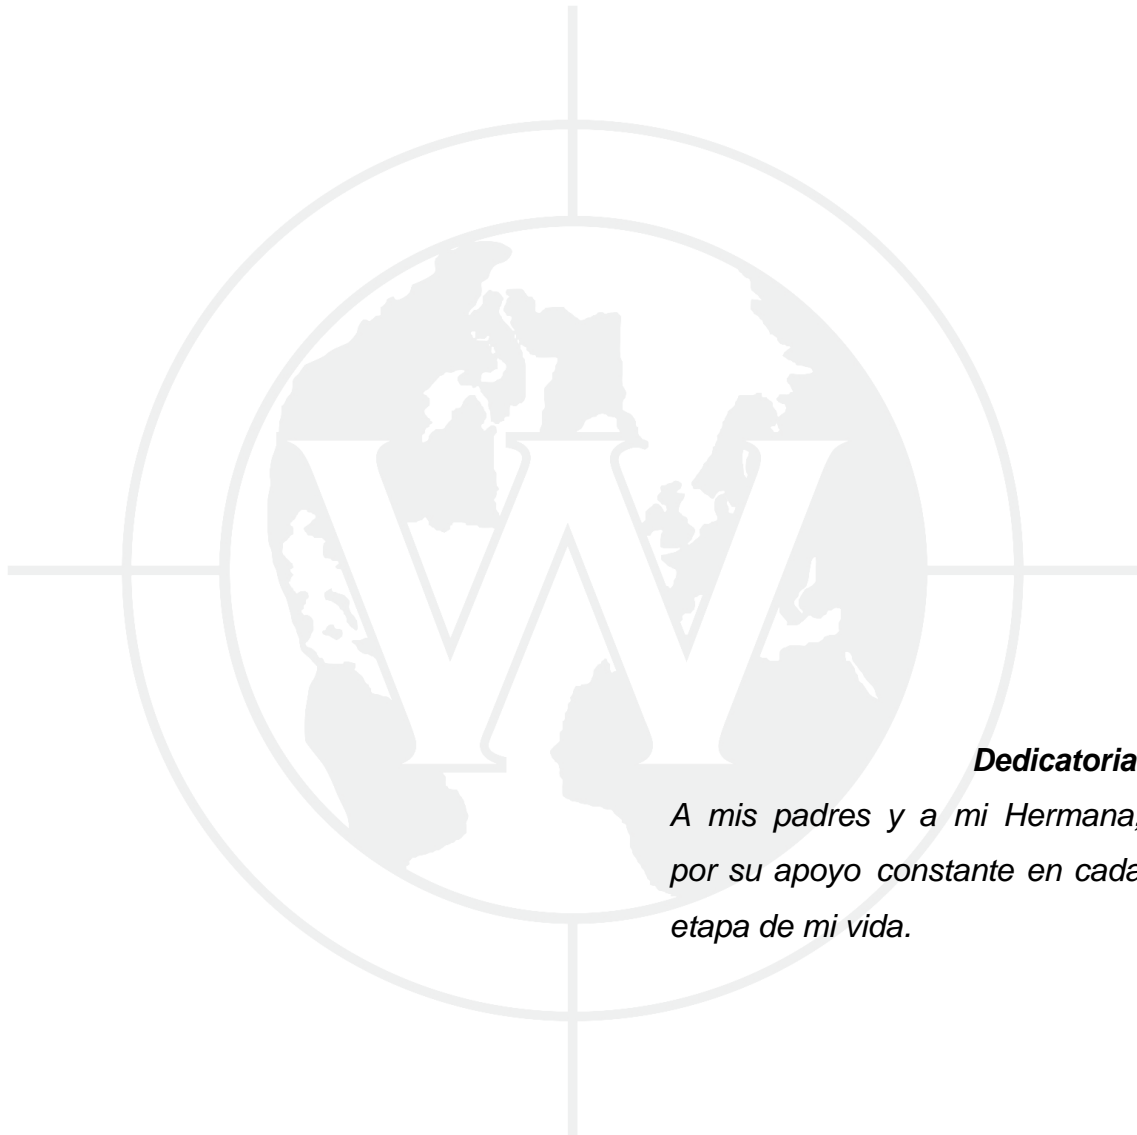 Dedicatoria
A mis padres y a mi Hermana,
por su apoyo constante en cada
etapa de mi vida.
W